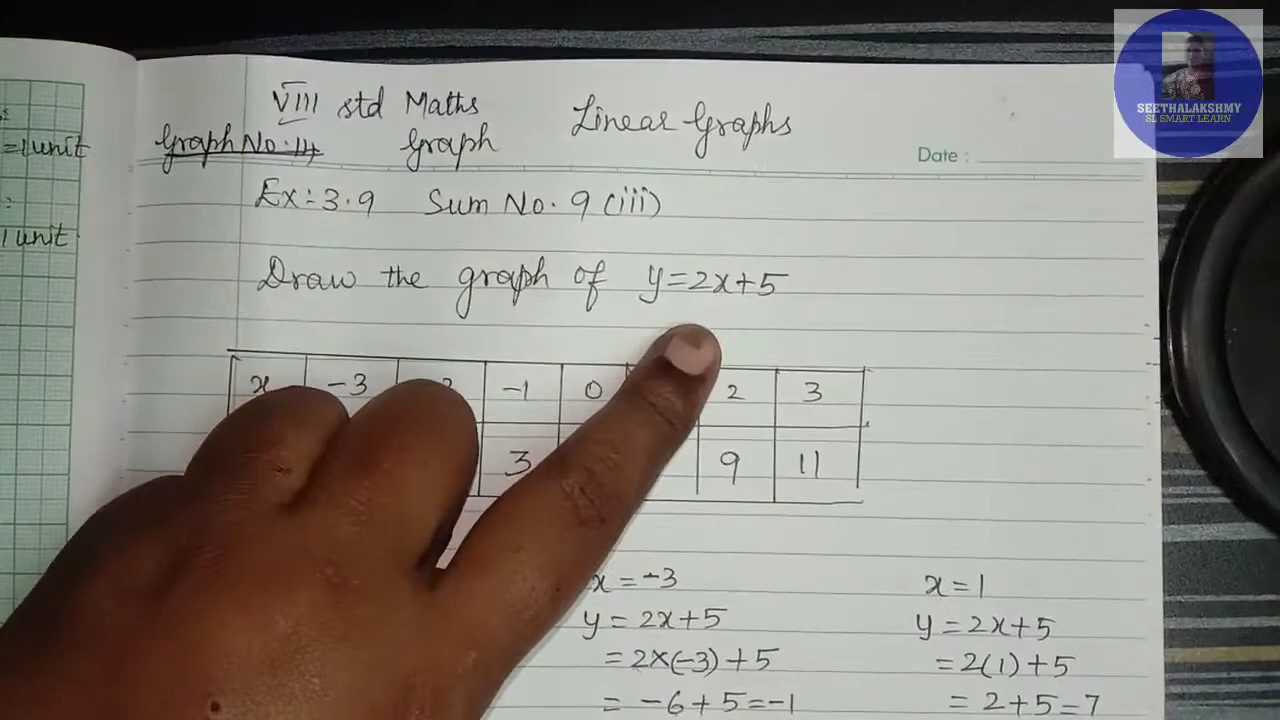 =1unit
1unit
VIII std Maths Linear Graphs
Graph No. 14 Graph
Date :
Ex: 3.9 Sum No. 9 (iii)
Draw the graph of y=2x+5
x -3 -1 0 2 3
3 9 11
x = -3
y = 2x+5
= 2x(-3)+5
= -6+5=-1
x = 1
y = 2x+5
= 2(1)+5
= 2+5=7
SEETHALAKSHMY
SL SMART LEARN